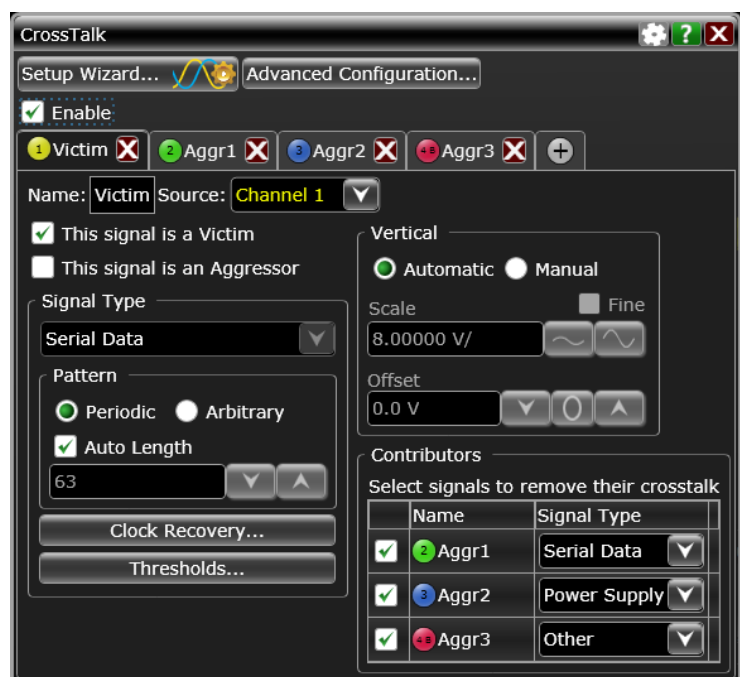 CrossTalk ?
Setup Wizard... Advanced Configuration...
Enable
1 Victim 2 Aggr1 3 Aggr2 Aggr3
Name: Victim Source: Channel 1
This signal is a Victim
This signal is an Aggressor
Signal Type
Serial Data
Pattern
Periodic Arbitrary
Auto Length
63
Clock Recovery...
Thresholds...
Vertical
Automatic Manual
Scale Fine
8.00000 V/
Offset
0.0 V 0
Contributors
Select signals to remove their crosstalk
Name Signal Type
2 Aggr1 Serial Data
3 Aggr2 Power Supply
Aggr3 Other